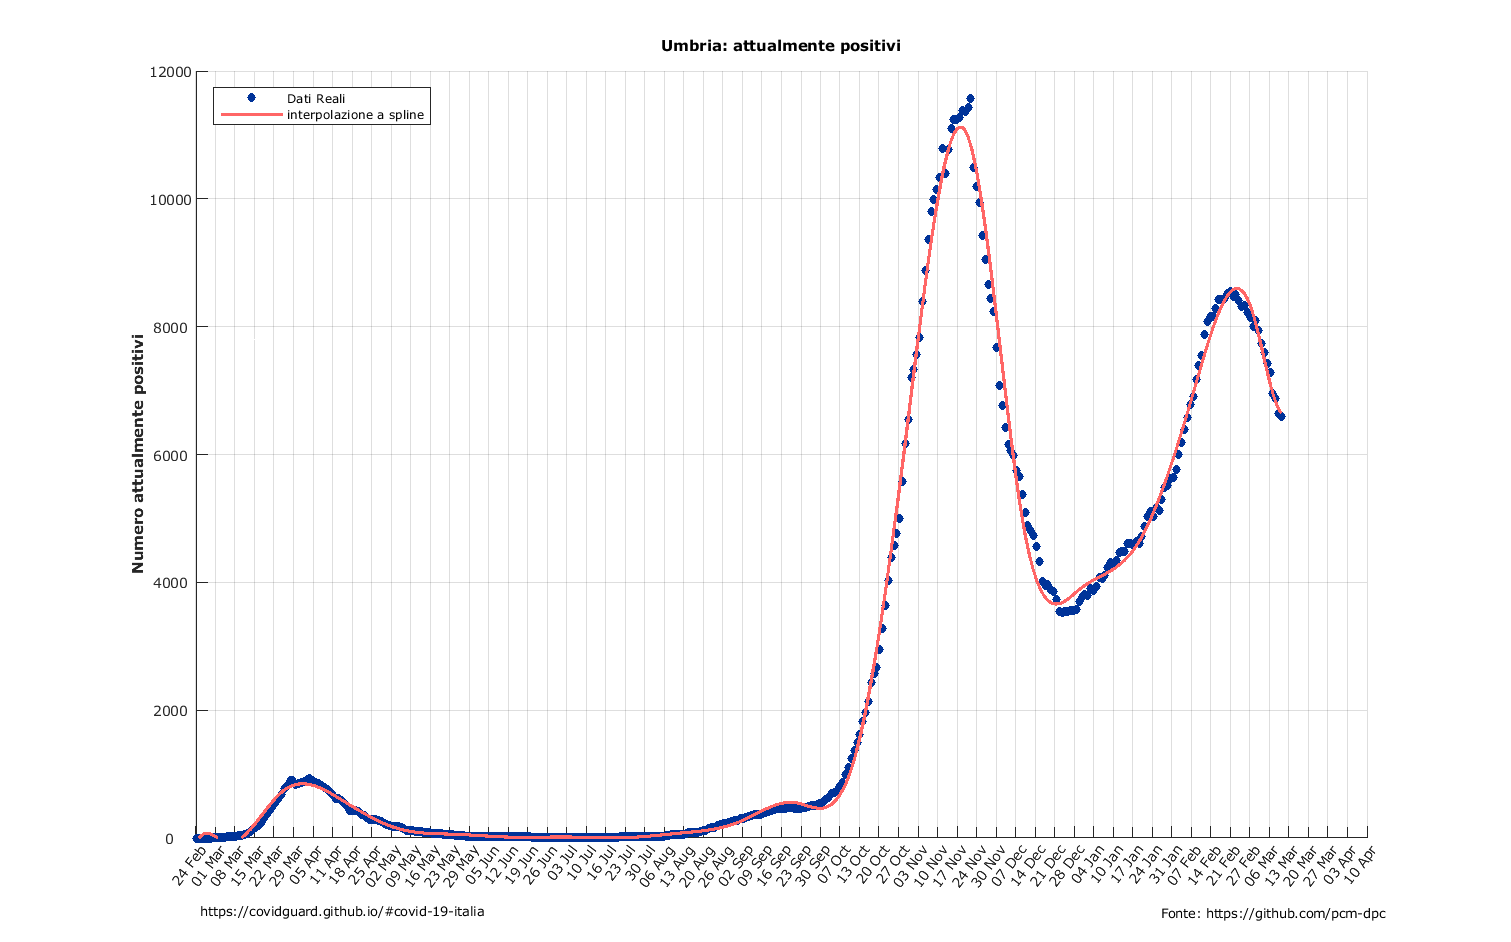 Umbria: attualmente positivi
12000
10000
8000
6000
4000
2000
0
Numero attualmente positivi
Dati Reali
interpolazione a spline
24 Feb
01 Mar
08 Mar
15 Mar
22 Mar
29 Mar
05 Apr
11 Apr
18 Apr
25 Apr
02 May
09 May
16 May
23 May
29 May
05 Jun
12 Jun
19 Jun
26 Jun
03 Jul
10 Jul
16 Jul
23 Jul
30 Jul
06 Aug
13 Aug
20 Aug
26 Aug
02 Sep
09 Sep
16 Sep
23 Sep
30 Sep
07 Oct
13 Oct
20 Oct
27 Oct
03 Nov
10 Nov
17 Nov
24 Nov
30 Nov
07 Dec
14 Dec
21 Dec
28 Dec
04 Jan
10 Jan
17 Jan
24 Jan
31 Jan
07 Feb
14 Feb
21 Feb
27 Feb
06 Mar
13 Mar
20 Mar
27 Mar
03 Apr
10 Apr
https://covidguard.github.io/#covid-19-italia
Fonte: https://github.com/pcm-dpc